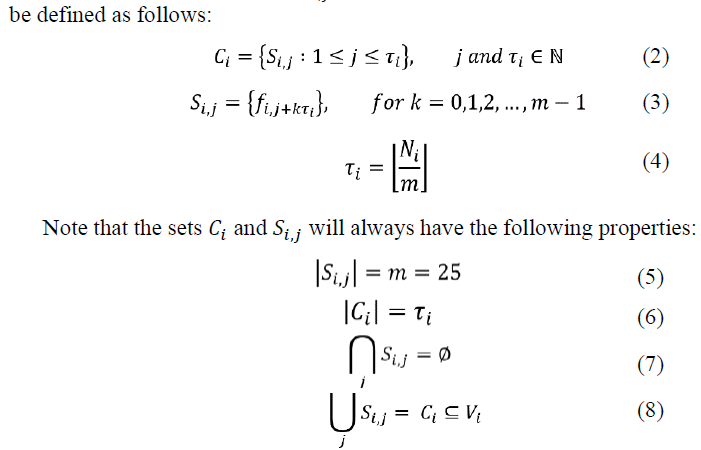 be defined as follows:
C_i = {S_{i,j} : 1 ≤ j ≤ τ_i},   j and τ_i ∈ ℕ   (2)
S_{i,j} = {f_{i,j+kτ_i}},   for k = 0,1,2, …, m − 1   (3)
τ_i = ⌊N_i / m⌋   (4)
Note that the sets C_i and S_{i,j} will always have the following properties:
|S_{i,j}| = m = 25   (5)
|C_i| = τ_i   (6)
⋂_j S_{i,j} = ∅   (7)
⋃_j S_{i,j} = C_i ⊆ V_i   (8)